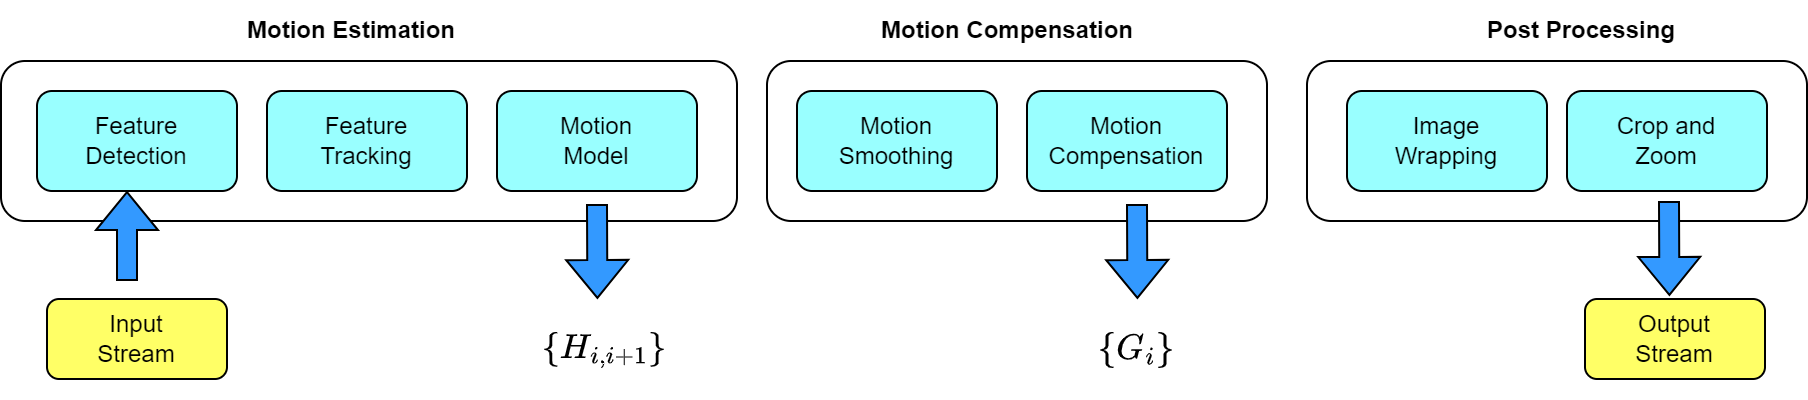 Motion Estimation
Feature
Detection
Feature
Tracking
Motion
Model
Input
Stream
{H_{i,i+1}}
Motion Compensation
Motion
Smoothing
Motion
Compensation
{G_i}
Post Processing
Image
Wrapping
Crop and
Zoom
Output
Stream